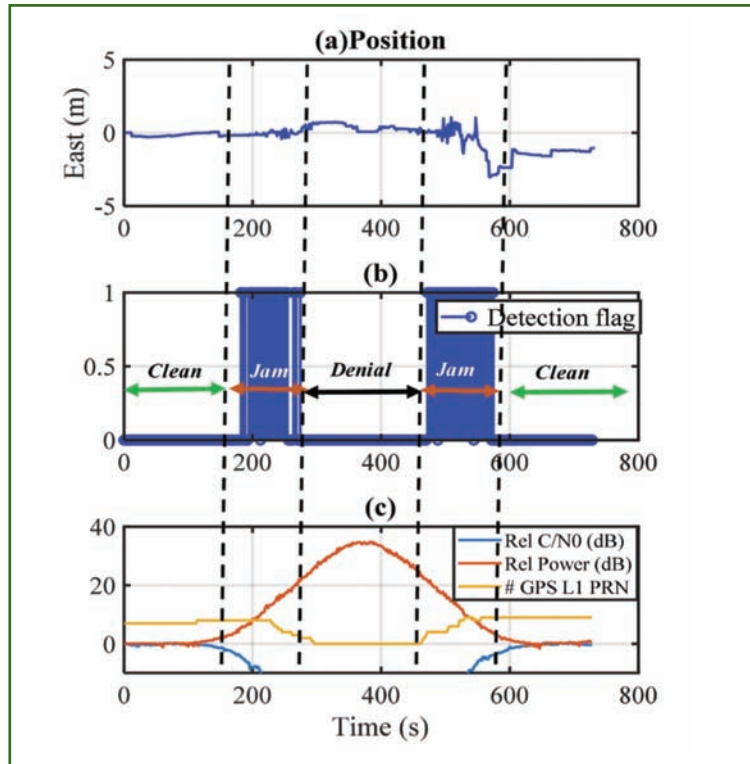 (a)Position
5
0
-5
East (m)
0 200 400 600 800
(b)
1
0.5
0
Detection flag
Clean Jam Denial Jam Clean
0 200 400 600 800
(c)
40
20
0
Rel C/N0 (dB)
Rel Power (dB)
# GPS L1 PRN
0 200 400 600 800
Time (s)